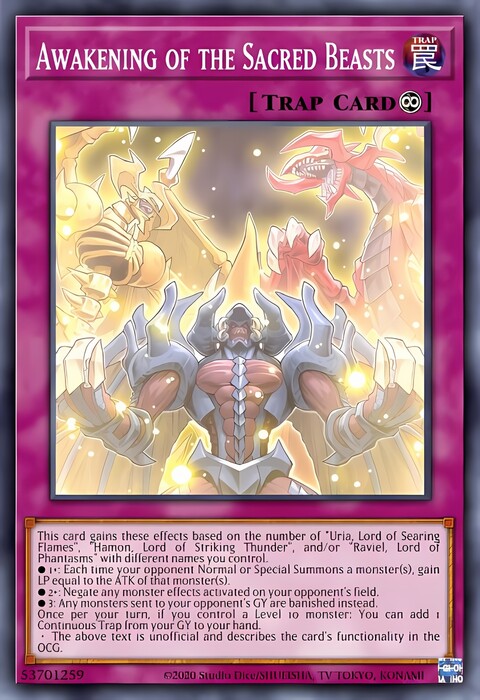 AWAKENING OF THE SACRED BEASTS
TRAP
罠
[TRAP CARD]
This card gains these effects based on the number of "Uria, Lord of Searing
Flames", "Hamon, Lord of Striking Thunder", and/or "Raviel, Lord of
Phantasms" with different names you control.
●1+: Each time your opponent Normal or Special Summons a monster(s), gain
LP equal to the ATK of that monster(s).
●2+: Negate any monster effects activated on your opponent's field.
●3: Any monsters sent to your opponent's GY are banished instead.
Once per turn, if you control a Level 10 monster: You can add 1
Continuous Trap from your GY to your hand.
· The above text is unofficial and describes the card's functionality in the
OCG.
53701259
©2020 Studio Dice/SHUEISHA, TV TOKYO, KONAMI